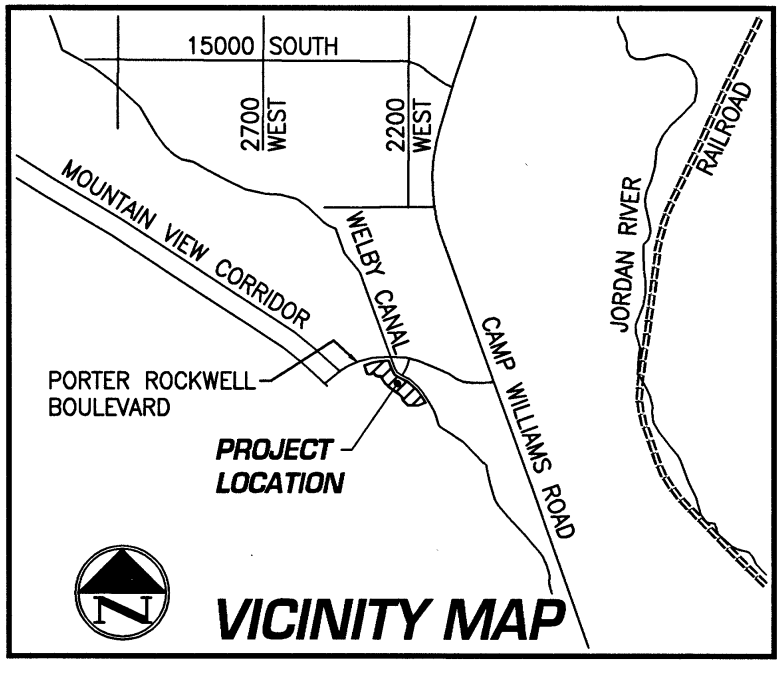 15000 SOUTH
2700
WEST
2200
WEST
RAILROAD
MOUNTAIN VIEW CORRIDOR
WELBY CANAL
JORDAN RIVER
CAMP WILLIAMS ROAD
PORTER ROCKWELL
BOULEVARD
PROJECT
LOCATION
N
VICINITY MAP